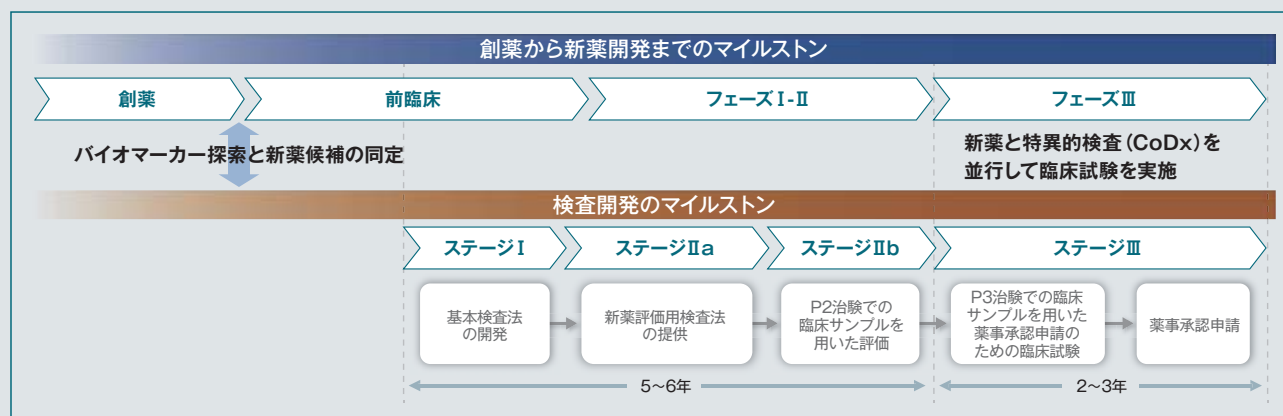 創薬から新薬開発までのマイルストン
創薬
前臨床
フェーズⅠ-Ⅱ
フェーズⅢ
バイオマーカー探索と新薬候補の同定
新薬と特異的検査(CoDx)を
並行して臨床試験を実施
検査開発のマイルストン
ステージⅠ
ステージⅡa
ステージⅡb
ステージⅢ
基本検査法
の開発
新薬評価用検査法
の提供
P2治験での
臨床サンプルを
用いた評価
P3治験での臨床
サンプルを用いた
薬事承認申請の
ための臨床試験
薬事承認申請
5〜6年
2〜3年